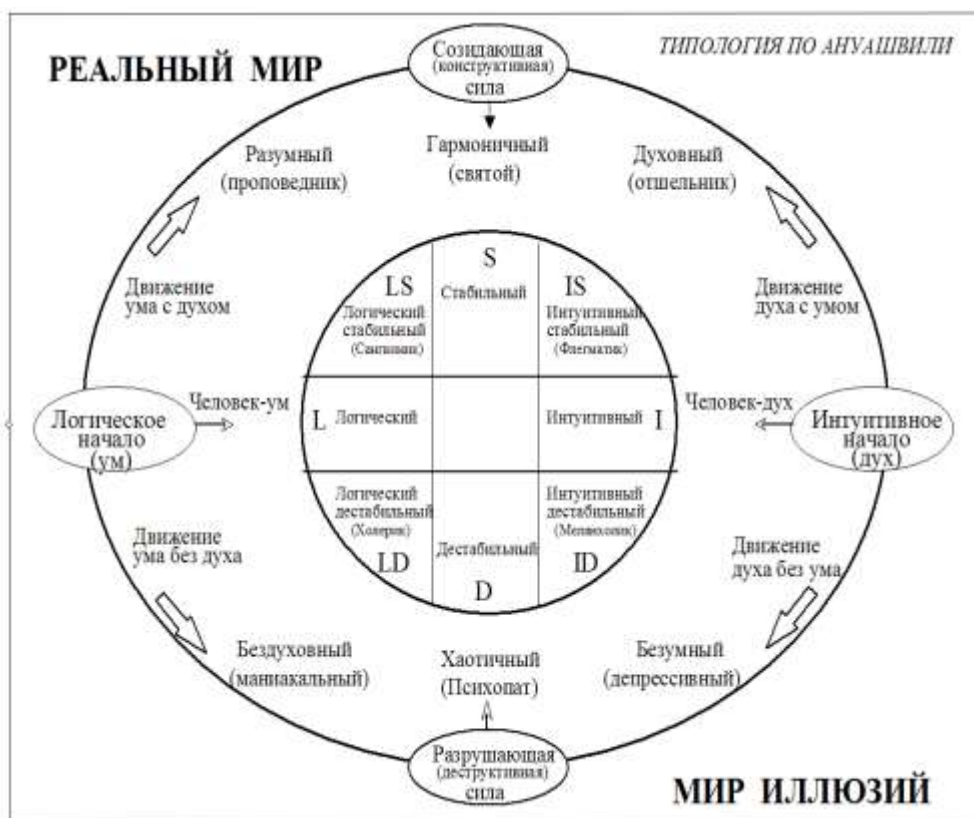 РЕАЛЬНЫЙ МИР
ТИПОЛОГИЯ ПО АНУАШВИЛИ
Созидающая
(конструктивная)
сила
Гармоничный
(святой)
Разумный
(проповедник)
Духовный
(отшельник)
Движение
ума с духом
Движение
духа с умом
S
Стабильный
LS
Логический
стабильный
(Сангвиник)
IS
Интуитивный
стабильный
(Флегматик)
Логическое
начало
(ум)
Человек-ум
L
Логический
Интуитивный
I
Человек-дух
Интуитивное
начало
(дух)
Логический
дестабильный
(Холерик)
LD
Дестабильный
D
Интуитивный
дестабильный
(Меланхолик)
ID
Движение
ума без духа
Движение
духа без ума
Бездуховный
(маниакальный)
Хаотичный
(Психопат)
Безумный
(депрессивный)
Разрушающая
(деструктивная)
сила
МИР ИЛЛЮЗИЙ